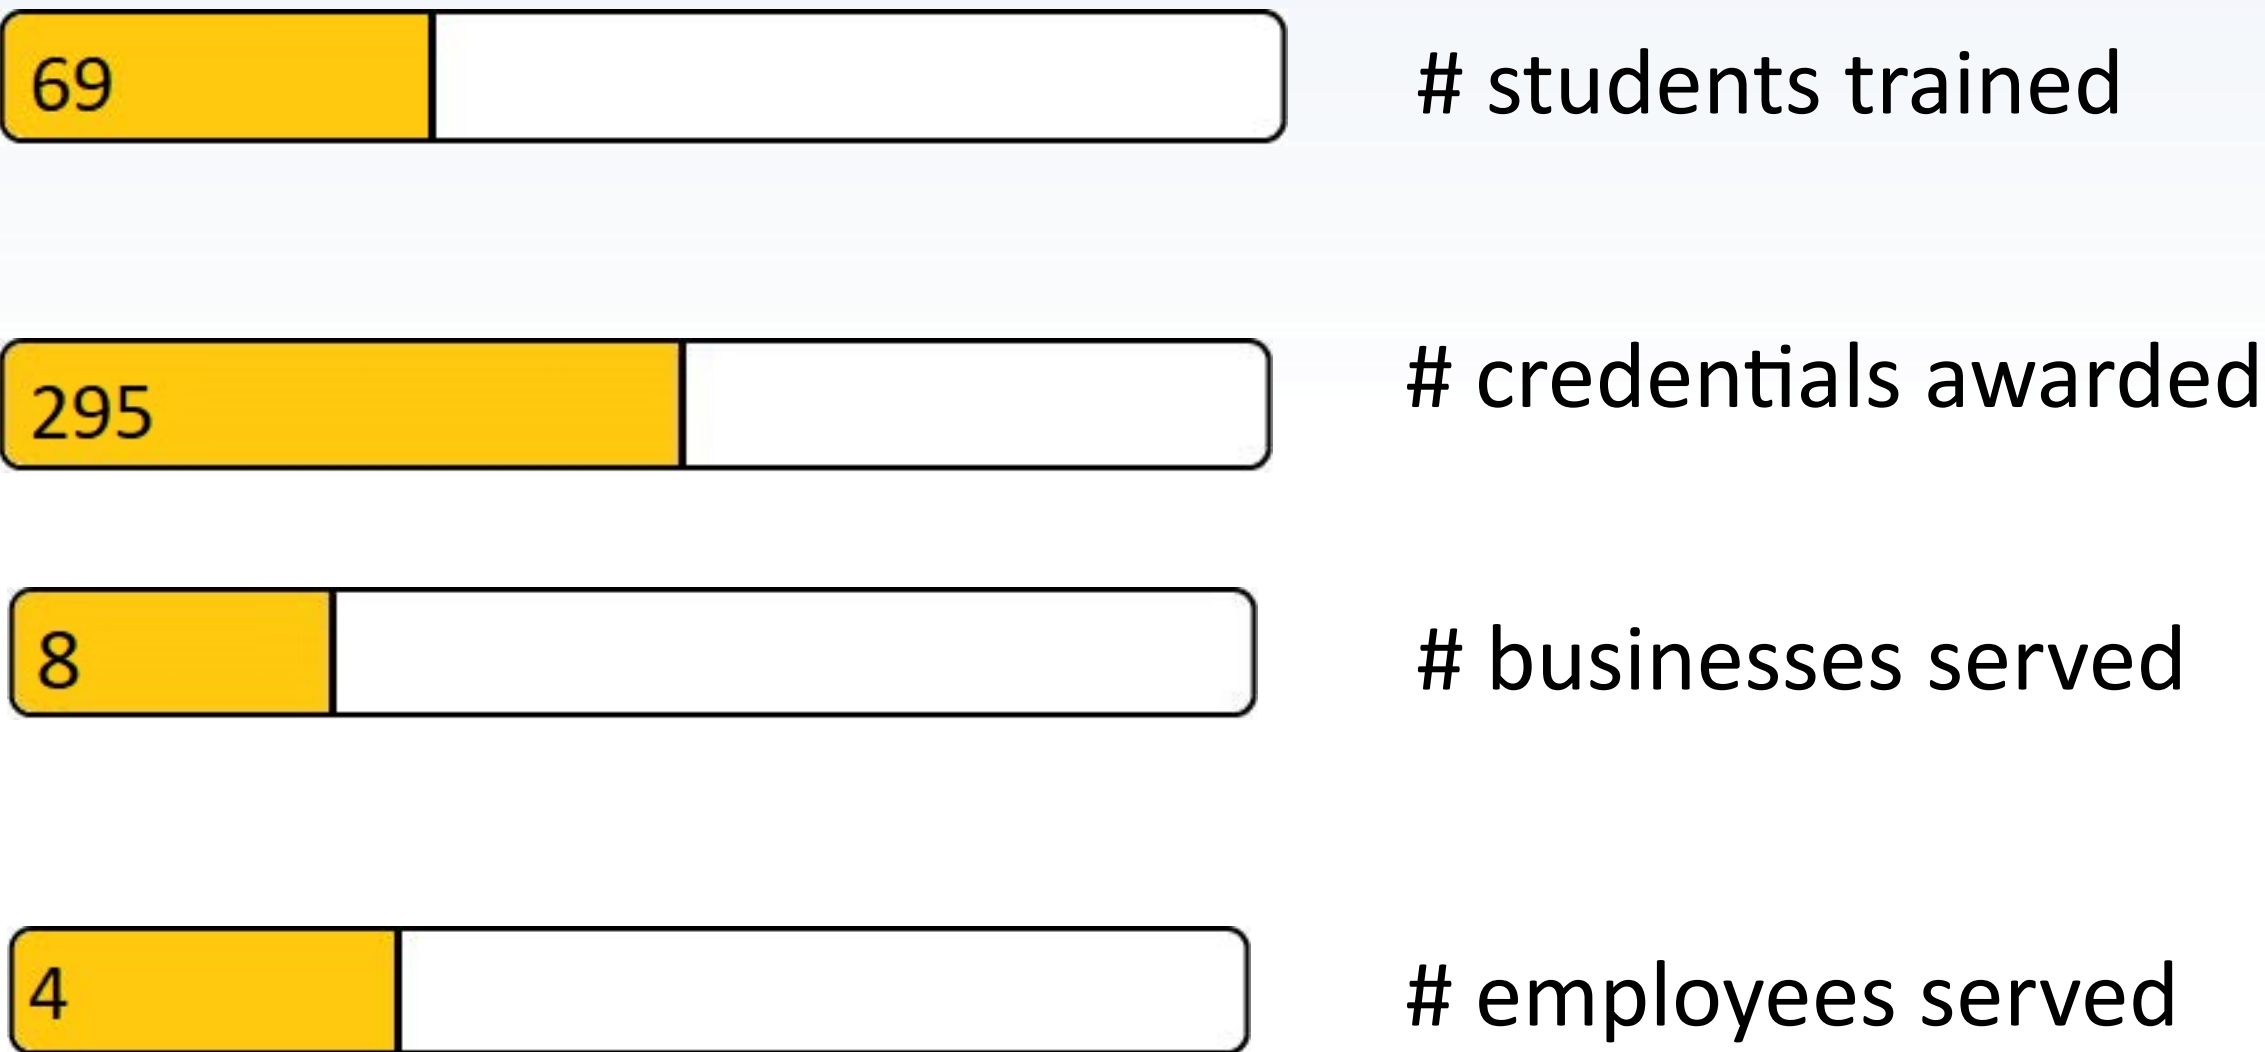 69 # students trained
295 # credentials awarded
8 # businesses served
4 # employees served